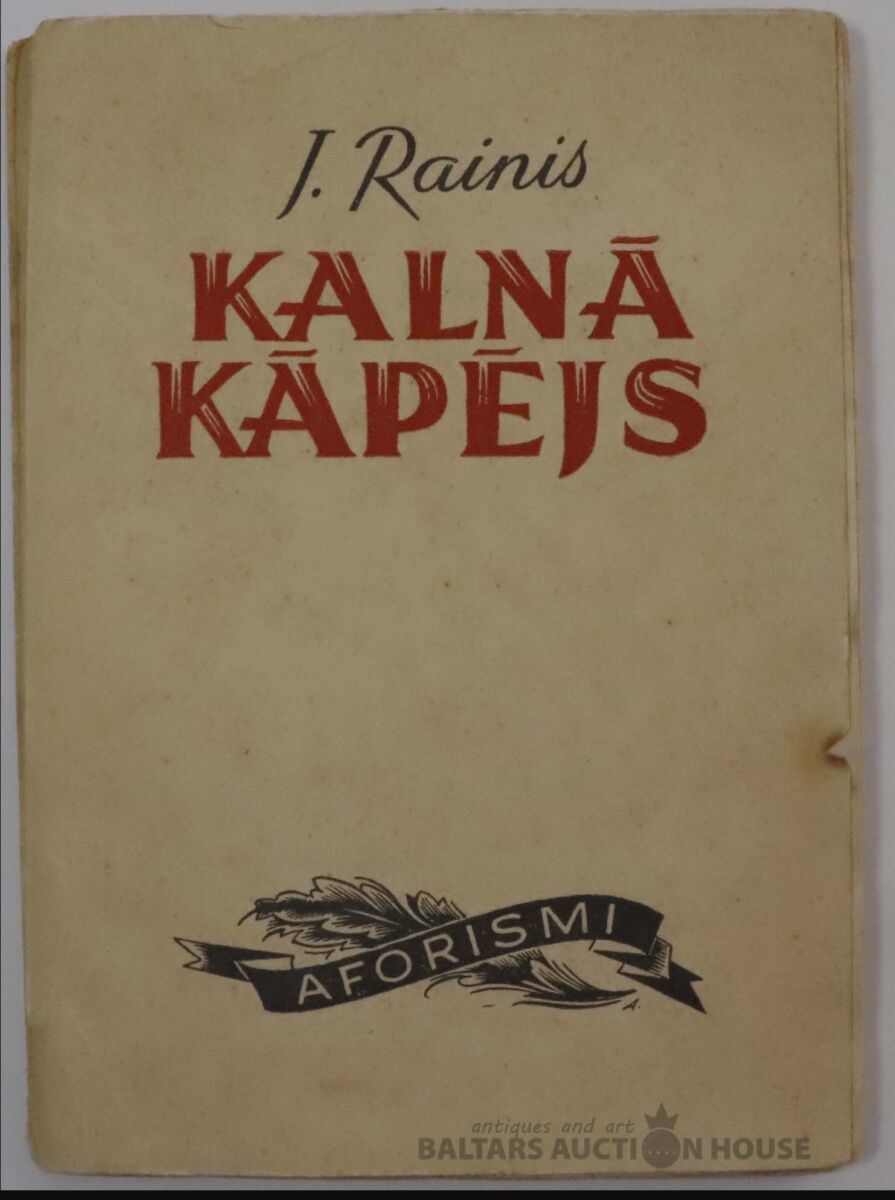 J. Rainis
KALNĀ
KĀPĒJS
AFORISMI
A.
antiques and art
BALTARS AUCTION HOUSE